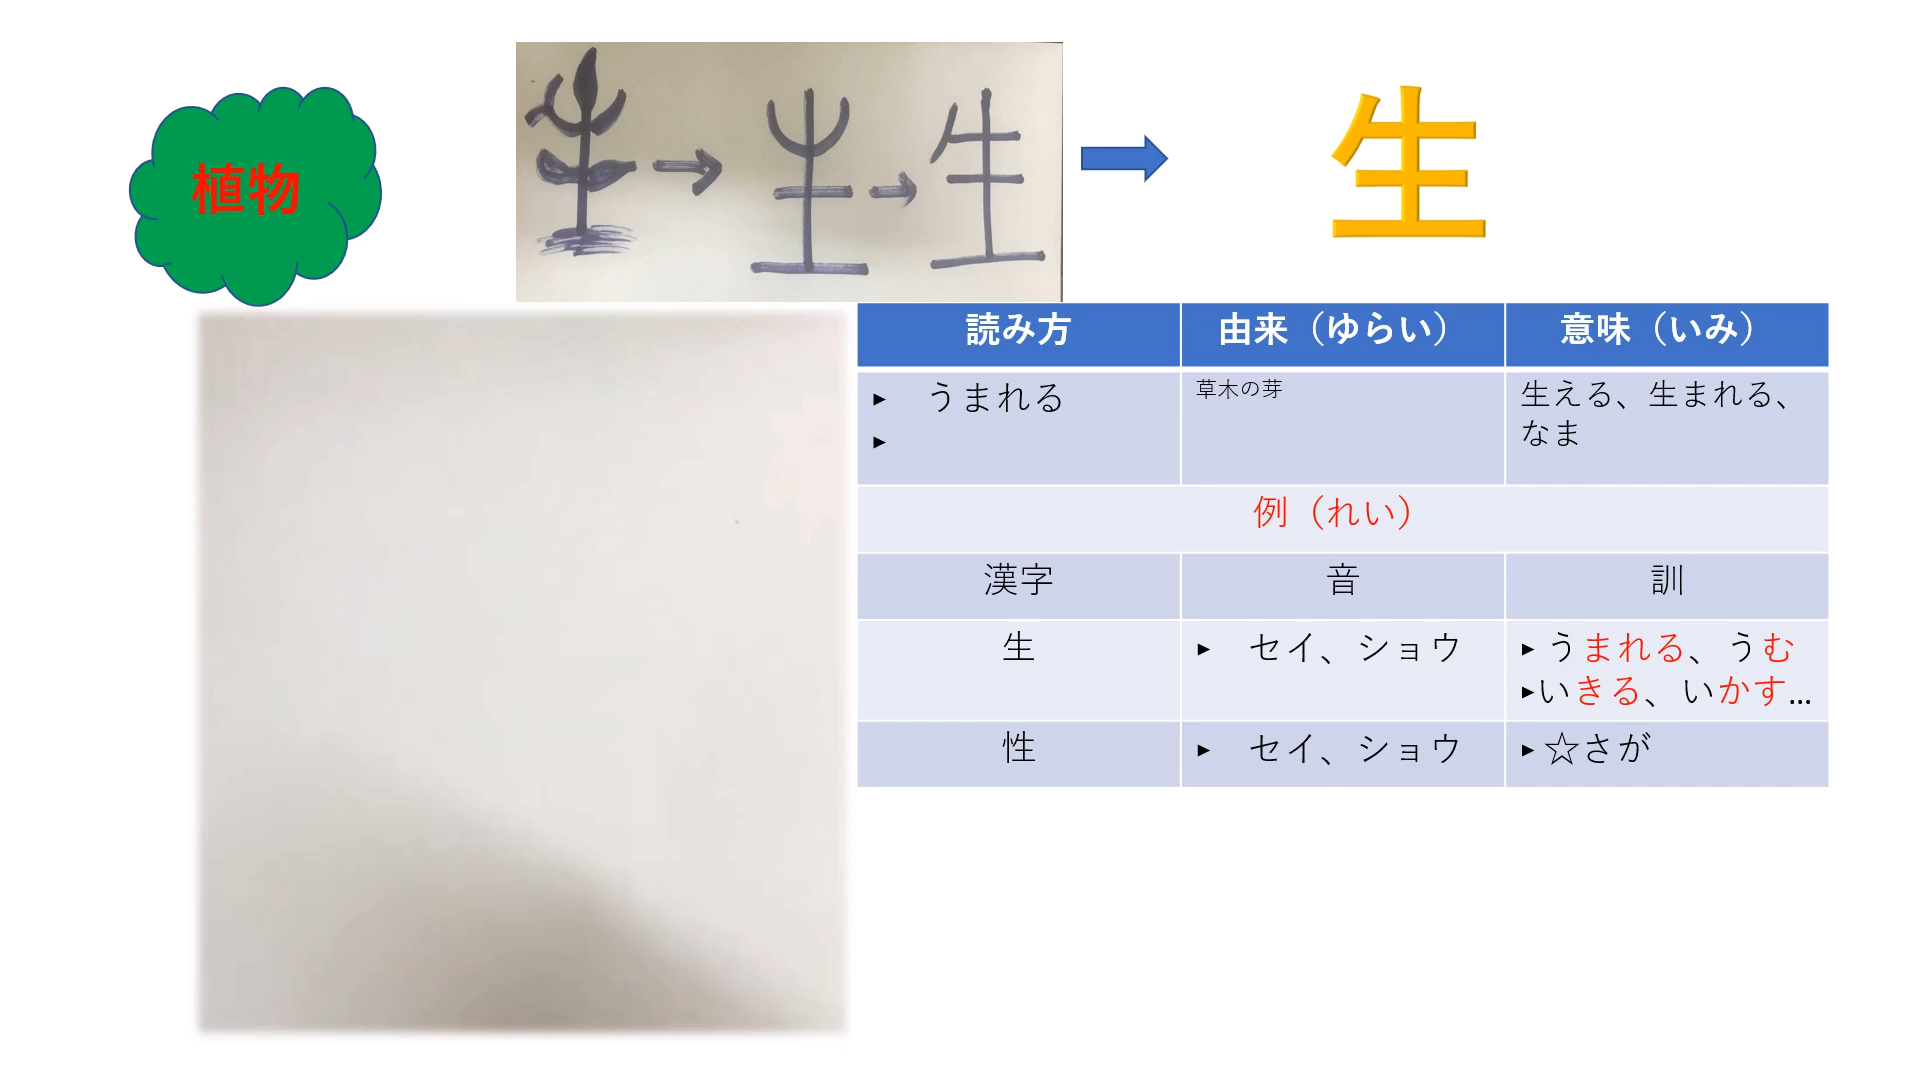 植物
生
生
読み方
由来（ゆらい）
意味（いみ）
▸ うまれる
▸
草木の芽
生える、生まれる、
なま
例（れい）
漢字
音
訓
生
▸ セイ、ショウ
▸うまれる、うむ
▸いきる、いかす…
性
▸ セイ、ショウ
▸☆さが